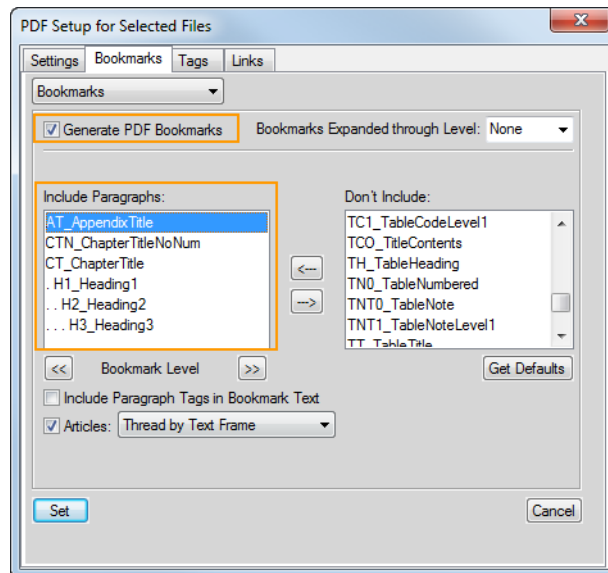 PDF Setup for Selected Files
Settings Bookmarks Tags Links
Bookmarks
Generate PDF Bookmarks Bookmarks Expanded through Level: None
Include Paragraphs: Don't Include:
AT_AppendixTitle
CTN_ChapterTitleNoNum
CT_ChapterTitle
. H1_Heading1
. . H2_Heading2
. . . H3_Heading3
<---
--->
TC1_TableCodeLevel1
TCO_TitleContents
TH_TableHeading
TN0_TableNumbered
TNT0_TableNote
TNT1_TableNoteLevel1
TT_TableTitle
<< Bookmark Level >> Get Defaults
Include Paragraph Tags in Bookmark Text
Articles: Thread by Text Frame
Set Cancel